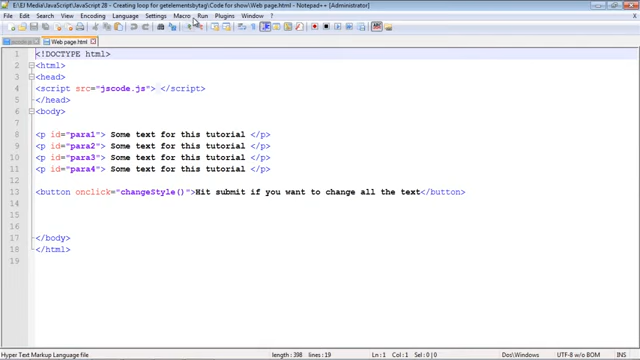 E:\EJ Media\JavaScript\JavaScript 2B - Creating loop for getelementsbytag\Code for show\Web page.html - Notepad++ [Administrator]
File Edit Search View Encoding Language Settings Macro Run Plugins Window ?
jscode.js Web page.html
1 <!DOCTYPE html>
2 <html>
3 <head>
4 <script src="jscode.js"> </script>
5 </head>
6 <body>
7
8 <p id="para1"> Some text for this tutorial </p>
9 <p id="para2"> Some text for this tutorial </p>
10 <p id="para3"> Some text for this tutorial </p>
11 <p id="para4"> Some text for this tutorial </p>
12
13 <button onclick="changeStyle()">Hit submit if you want to change all the text</button>
14
15
16
17 </body>
18 </html>
19
Hyper Text Markup Language file length : 398 lines : 19 Ln : 1 Col : 1 Sel : 0 | 0 Dos\Windows UTF-8 w/o BOM INS